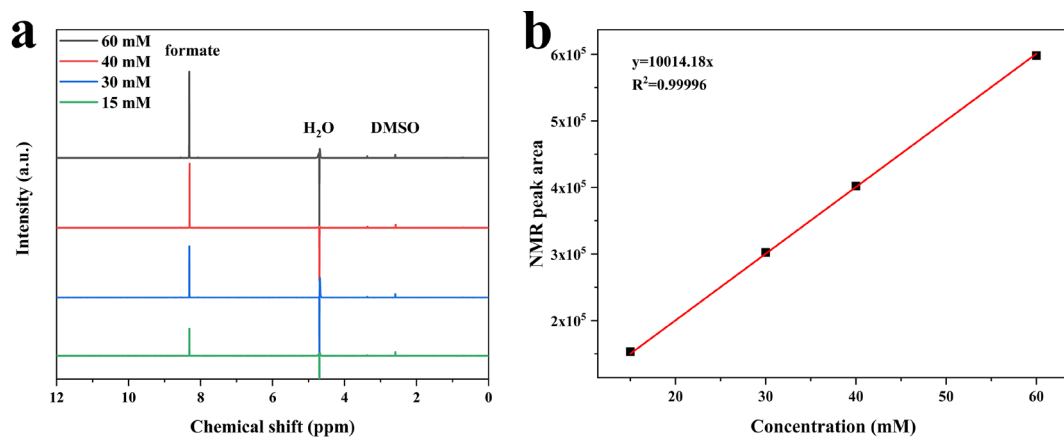 a
60 mM
40 mM
30 mM
15 mM
formate
H₂O
DMSO
Intensity (a.u.)
12
10
8
6
4
2
0
Chemical shift (ppm)
b
y=10014.18x
R²=0.99996
NMR peak area
6x10⁵
5x10⁵
4x10⁵
3x10⁵
2x10⁵
20
30
40
50
60
Concentration (mM)